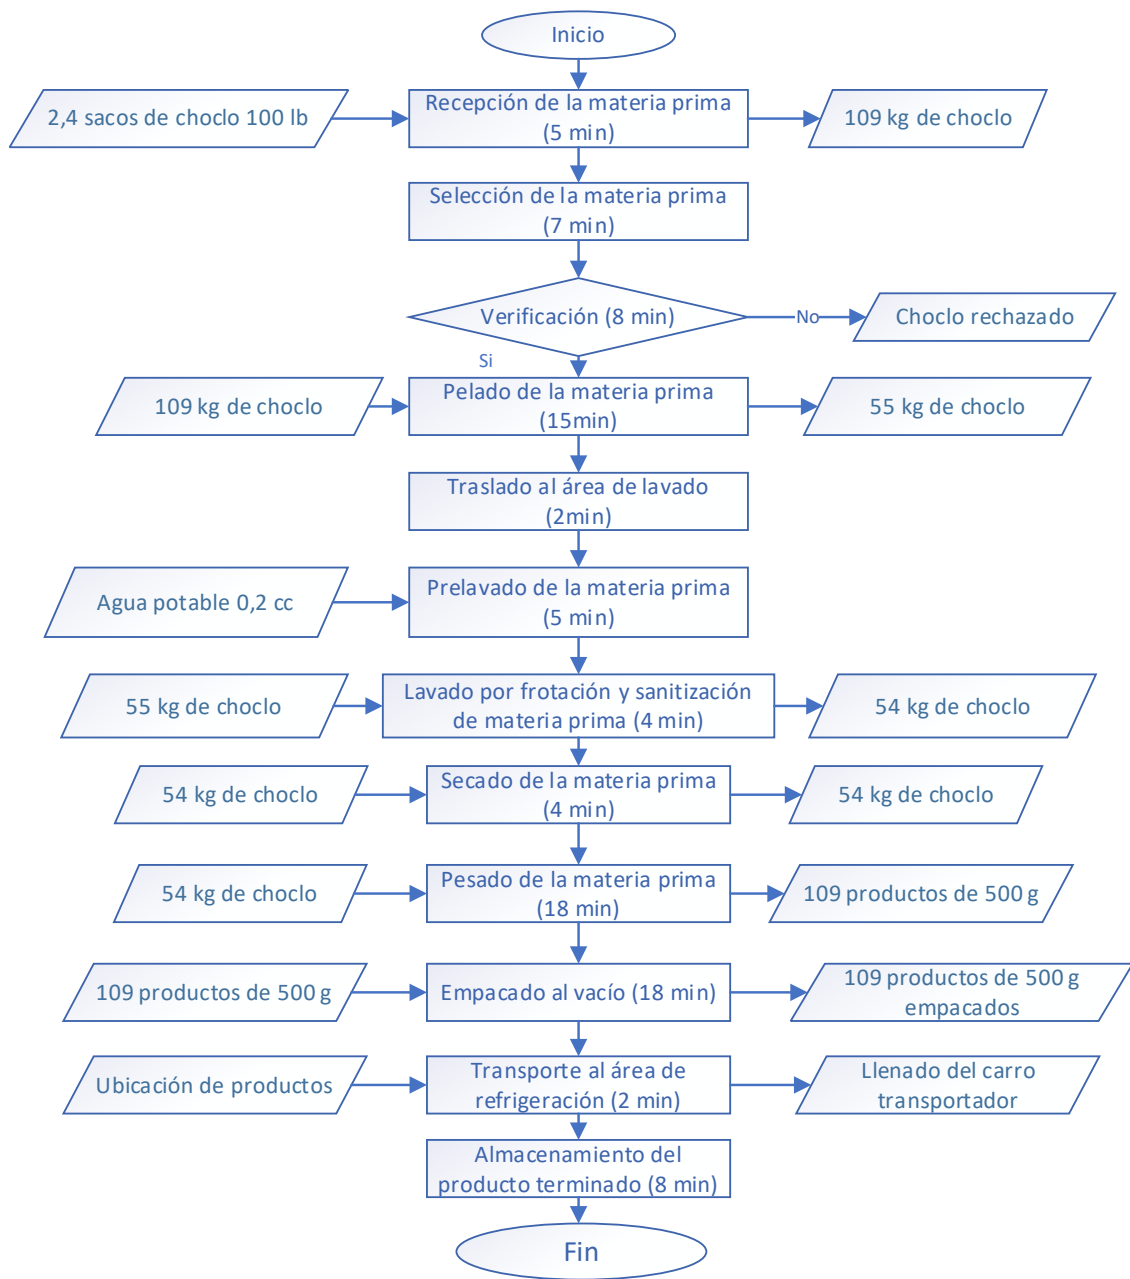 Inicio
2,4 sacos de choclo 100 lb
Recepción de la materia prima
(5 min)
109 kg de choclo
Selección de la materia prima
(7 min)
Verificación (8 min)
No
Choclo rechazado
Si
109 kg de choclo
Pelado de la materia prima
(15min)
55 kg de choclo
Traslado al área de lavado
(2min)
Agua potable 0,2 cc
Prelavado de la materia prima
(5 min)
55 kg de choclo
Lavado por frotación y sanitización
de materia prima (4 min)
54 kg de choclo
54 kg de choclo
Secado de la materia prima
(4 min)
54 kg de choclo
54 kg de choclo
Pesado de la materia prima
(18 min)
109 productos de 500 g
109 productos de 500 g
Empacado al vacío (18 min)
109 productos de 500 g
empacados
Ubicación de productos
Transporte al área de
refrigeración (2 min)
Llenado del carro
transportador
Almacenamiento del
producto terminado (8 min)
Fin